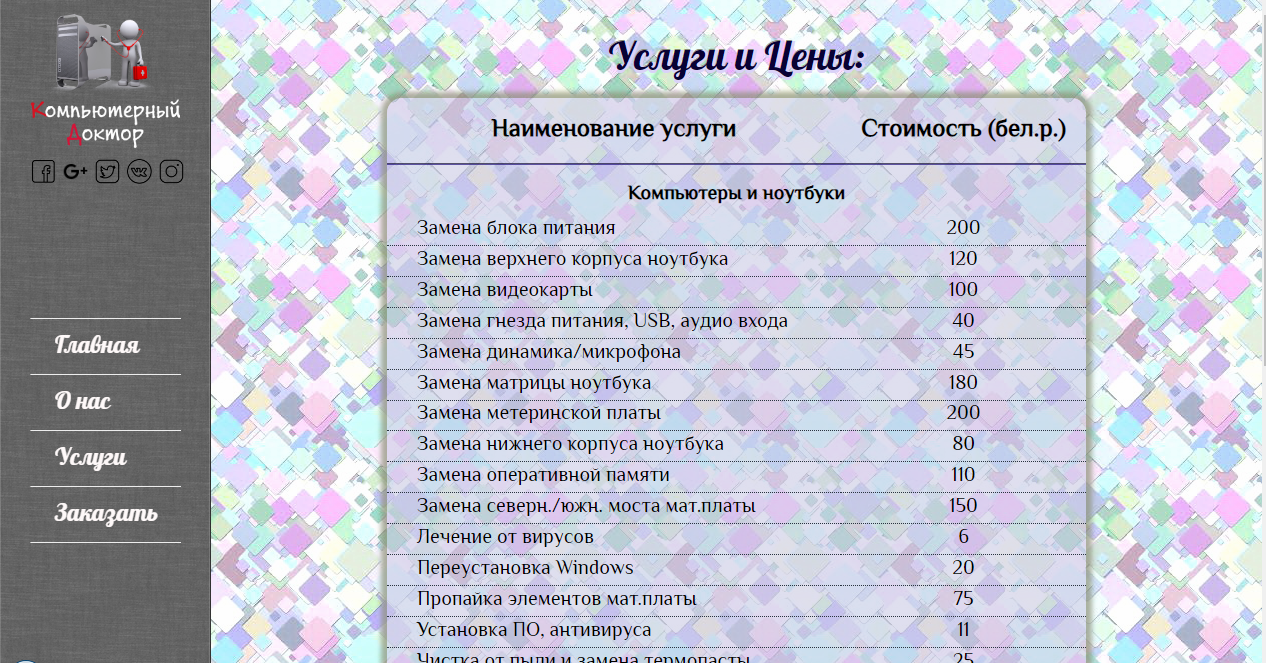 Компьютерный
Доктор
Главная
О нас
Услуги
Заказать
Услуги и Цены:
Наименование услуги Стоимость (бел.р.)
Компьютеры и ноутбуки
Замена блока питания 200
Замена верхнего корпуса ноутбука 120
Замена видеокарты 100
Замена гнезда питания, USB, аудио входа 40
Замена динамика/микрофона 45
Замена матрицы ноутбука 180
Замена метеринской платы 200
Замена нижнего корпуса ноутбука 80
Замена оперативной памяти 110
Замена северн./южн. моста мат.платы 150
Лечение от вирусов 6
Переустановка Windows 20
Пропайка элементов мат.платы 75
Установка ПО, антивируса 11
Чистка от пыли и замена термопасты 25